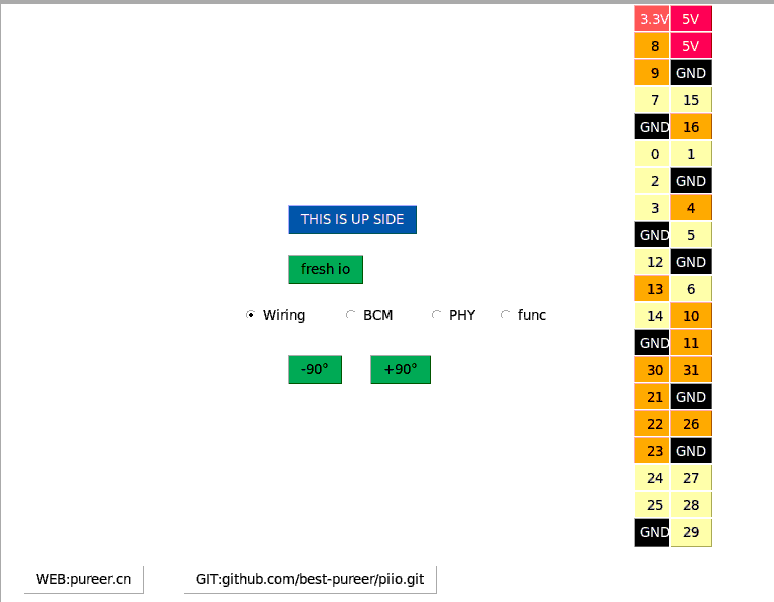 3.3V 5V
8 5V
9 GND
7 15
GND 16
0 1
2 GND
THIS IS UP SIDE
3 4
GND 5
fresh io
12 GND
13 6
Wiring BCM PHY func
14 10
GND 11
-90° +90°
30 31
21 GND
22 26
23 GND
24 27
25 28
GND 29
WEB:pureer.cn GIT:github.com/best-pureer/piio.git